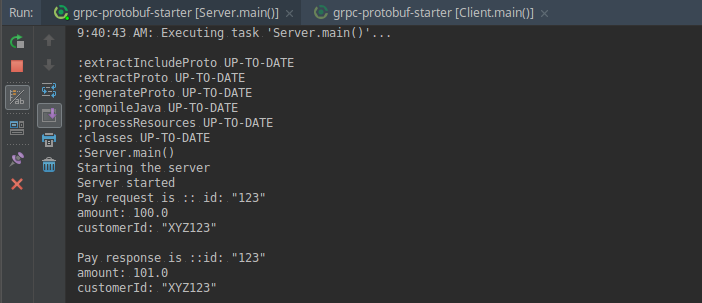 Run: grpc-protobuf-starter [Server.main()] × grpc-protobuf-starter [Client.main()] ×
9:40:43 AM: Executing task 'Server.main()'...
:extractIncludeProto UP-TO-DATE
:extractProto UP-TO-DATE
:generateProto UP-TO-DATE
:compileJava UP-TO-DATE
:processResources UP-TO-DATE
:classes UP-TO-DATE
:Server.main()
Starting the server
Server started
Pay request is :: id: "123"
amount: 100.0
customerId: "XYZ123"
Pay response is ::id: "123"
amount: 101.0
customerId: "XYZ123"